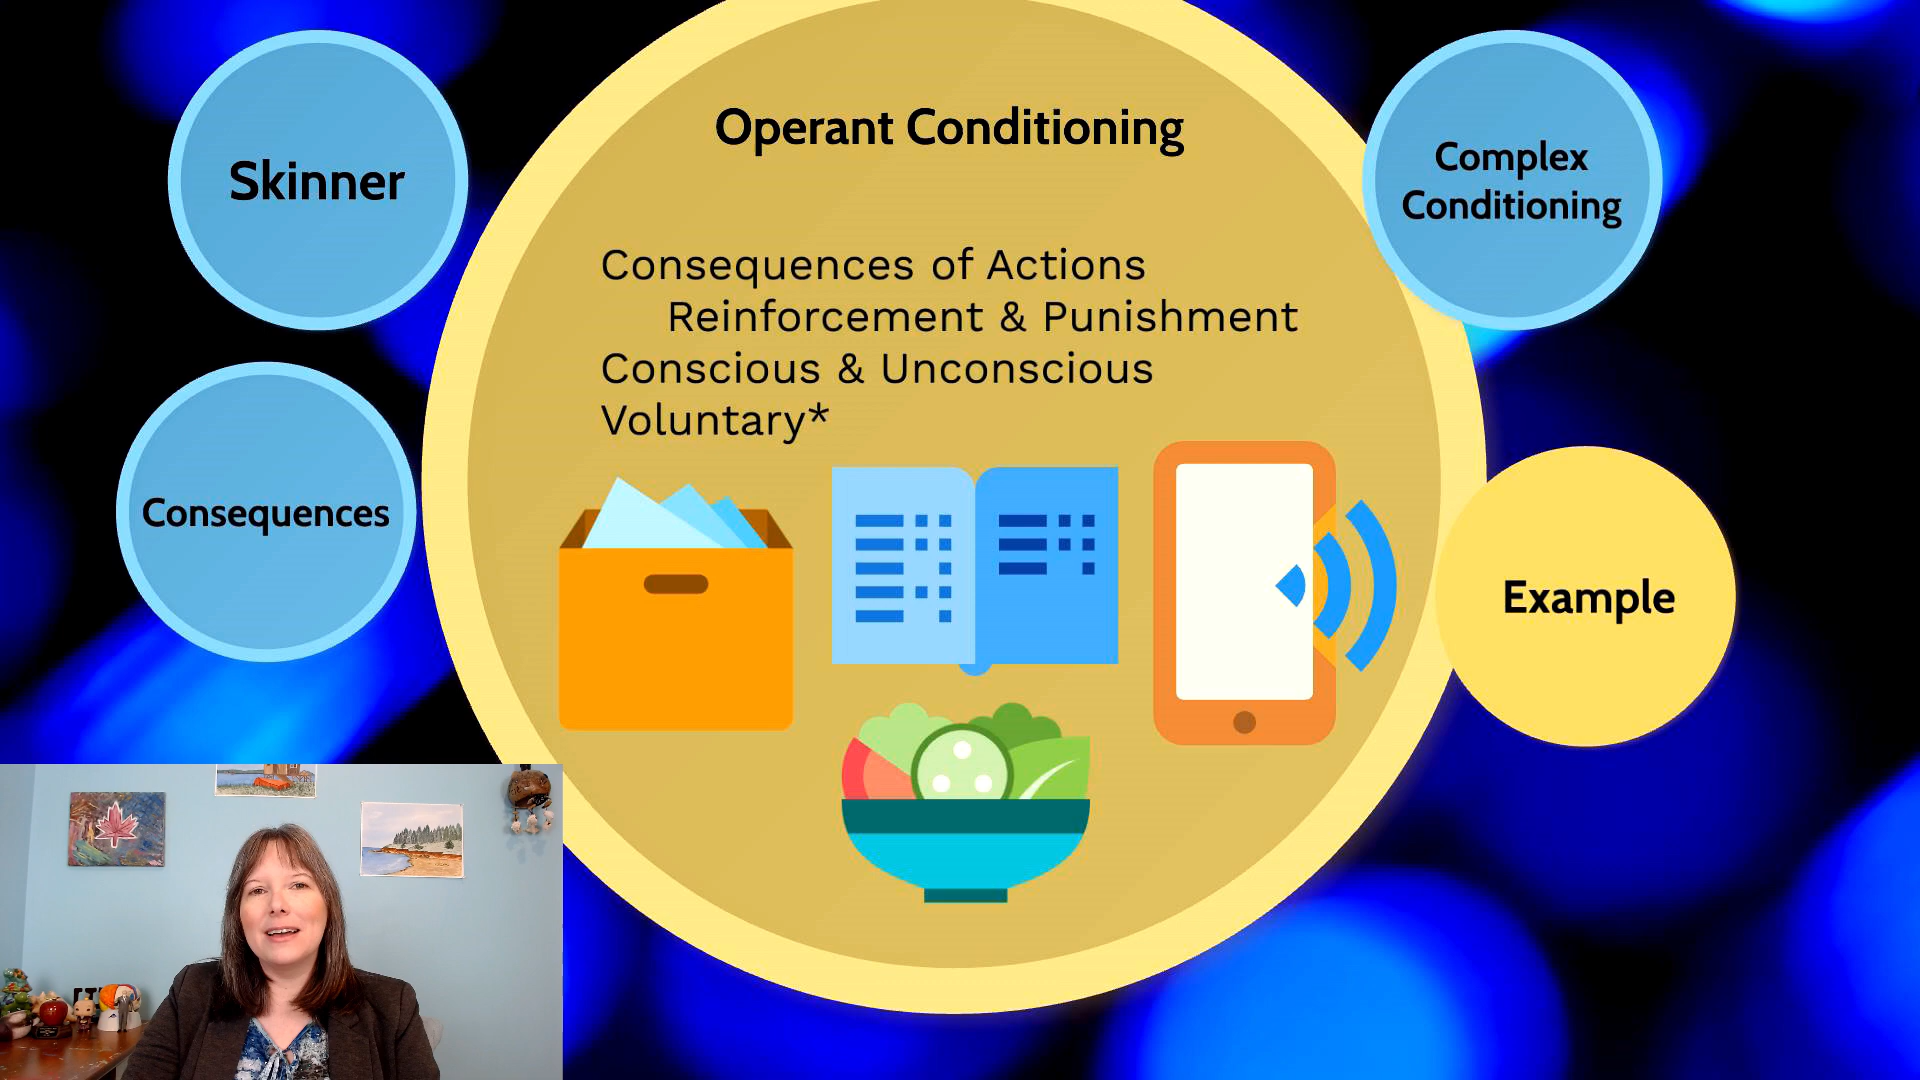 Operant Conditioning
Skinner
Complex
Conditioning
Consequences of Actions
Reinforcement & Punishment
Conscious & Unconscious
Voluntary*
Consequences
Example